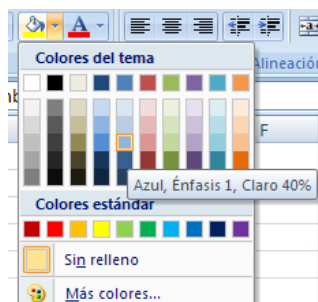 A
Colores del tema
Alineación
F
Azul, Énfasis 1, Claro 40%
Colores estándar
Sin relleno
Más colores...